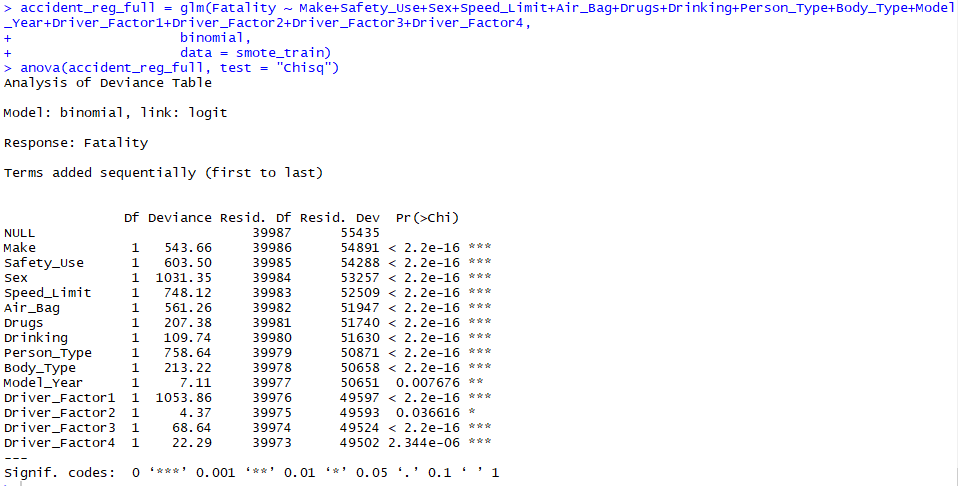 > accident_reg_full = glm(Fatality ~ Make+Safety_Use+Sex+Speed_Limit+Air_Bag+Drugs+Drinking+Person_Type+Body_Type+Model
_Year+Driver_Factor1+Driver_Factor2+Driver_Factor3+Driver_Factor4,
+                       binomial,
+                       data = smote_train)
> anova(accident_reg_full, test = "Chisq")
Analysis of Deviance Table

Model: binomial, link: logit

Response: Fatality

Terms added sequentially (first to last)


               Df Deviance Resid. Df Resid. Dev  Pr(>Chi)
NULL                           39987      55435
Make            1   543.66     39986      54891 < 2.2e-16 ***
Safety_Use      1   603.50     39985      54288 < 2.2e-16 ***
Sex             1  1031.35     39984      53257 < 2.2e-16 ***
Speed_Limit     1   748.12     39983      52509 < 2.2e-16 ***
Air_Bag         1   561.26     39982      51947 < 2.2e-16 ***
Drugs           1   207.38     39981      51740 < 2.2e-16 ***
Drinking        1   109.74     39980      51630 < 2.2e-16 ***
Person_Type     1   758.64     39979      50871 < 2.2e-16 ***
Body_Type       1   213.22     39978      50658 < 2.2e-16 ***
Model_Year      1     7.11     39977      50651  0.007676 **
Driver_Factor1  1  1053.86     39976      49597 < 2.2e-16 ***
Driver_Factor2  1     4.37     39975      49593  0.036616 *
Driver_Factor3  1    68.64     39974      49524 < 2.2e-16 ***
Driver_Factor4  1    22.29     39973      49502 2.344e-06 ***
---
Signif. codes:  0 ‘***’ 0.001 ‘**’ 0.01 ‘*’ 0.05 ‘.’ 0.1 ‘ ’ 1